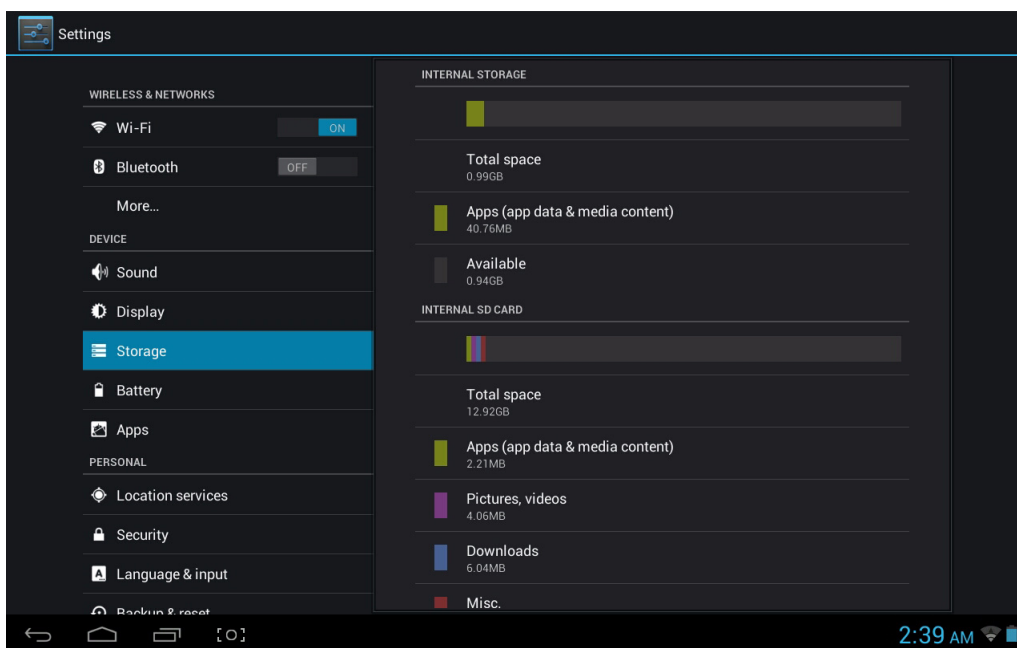 Settings
WIRELESS & NETWORKS
Wi-Fi
ON
Bluetooth
OFF
More...
DEVICE
Sound
Display
Storage
Battery
Apps
PERSONAL
Location services
Security
A Language & input
Backup & reset
INTERNAL STORAGE
Total space
0.99GB
Apps (app data & media content)
40.76MB
Available
0.94GB
INTERNAL SD CARD
Total space
12.92GB
Apps (app data & media content)
2.21MB
Pictures, videos
4.06MB
Downloads
6.04MB
Misc.
2:39 AM